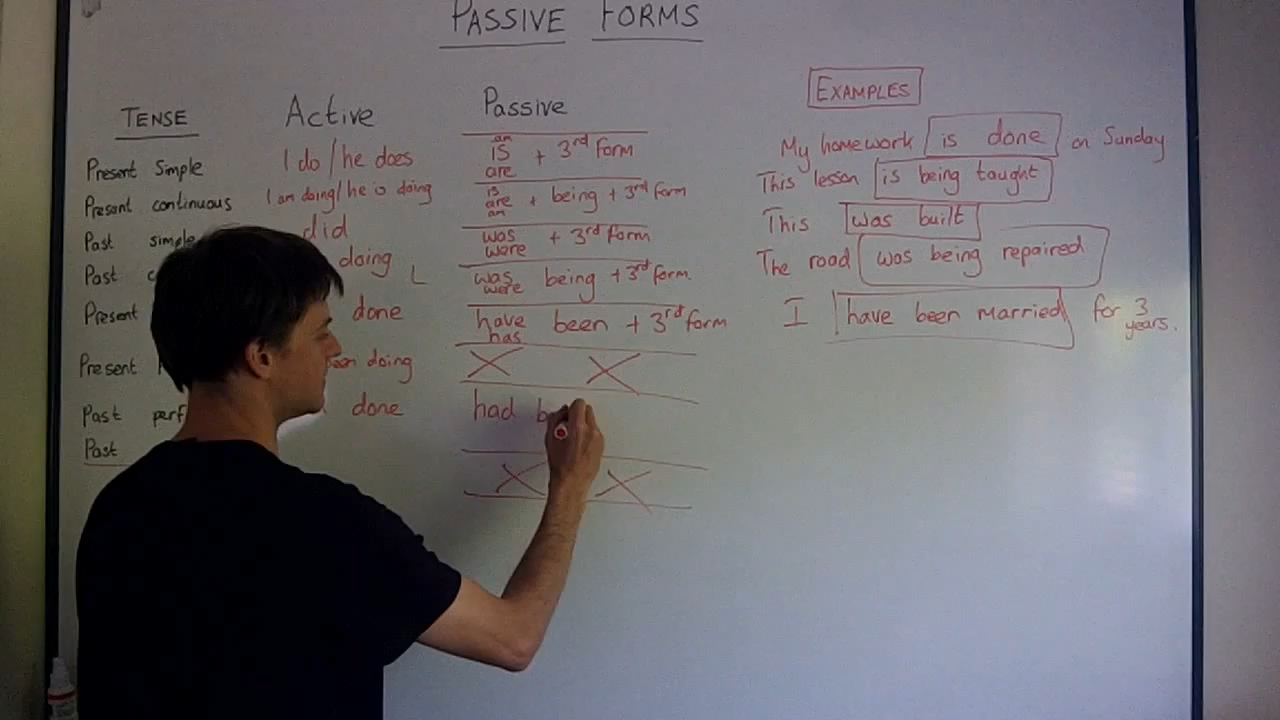 PASSIVE FORMS
TENSE Active Passive EXAMPLES
Present Simple I do / he does am is are + 3rd form My homework is done on Sunday
Present continuous I am doing / he is doing is are am + being + 3rd form This lesson is being taught
Past simple did was were + 3rd form This was built
Past doing was were being + 3rd form The road was being repaired
Present done have has been + 3rd form I have been married for 3 years.
Present doing
Past done had
Past